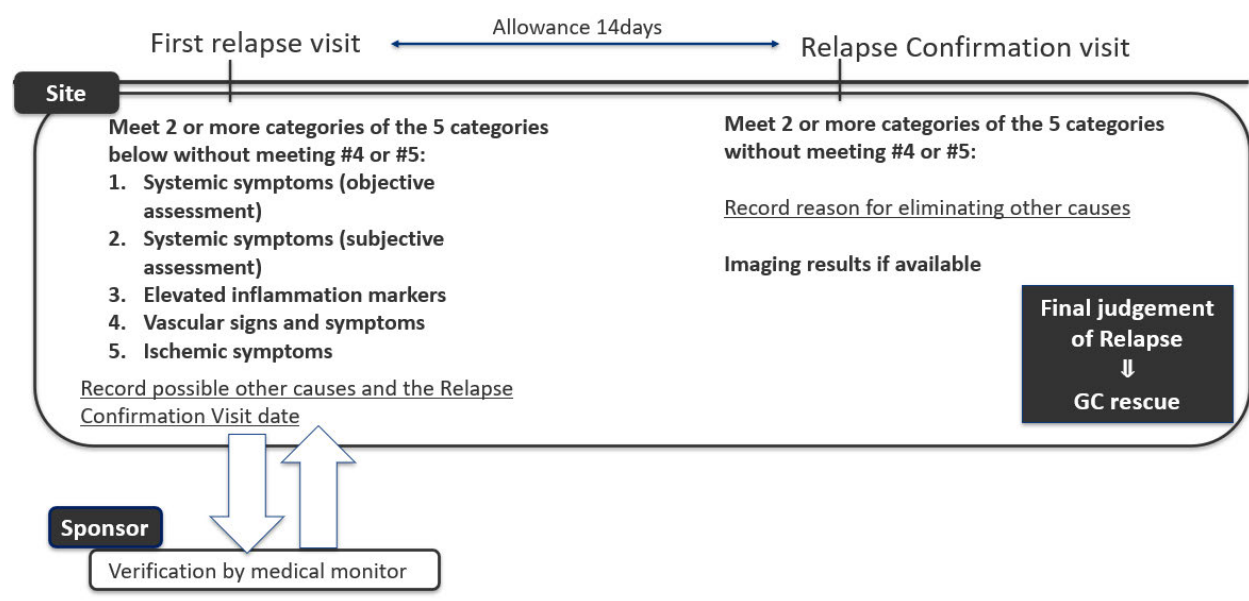 Allowance 14days
First relapse visit
Relapse Confirmation visit
Site
Meet 2 or more categories of the 5 categories
below without meeting #4 or #5:
1. Systemic symptoms (objective
assessment)
2. Systemic symptoms (subjective
assessment)
3. Elevated inflammation markers
4. Vascular signs and symptoms
5. Ischemic symptoms
Record possible other causes and the Relapse
Confirmation Visit date
Meet 2 or more categories of the 5 categories
without meeting #4 or #5:
Record reason for eliminating other causes
Imaging results if available
Final judgement
of Relapse
⇓
GC rescue
Sponsor
Verification by medical monitor